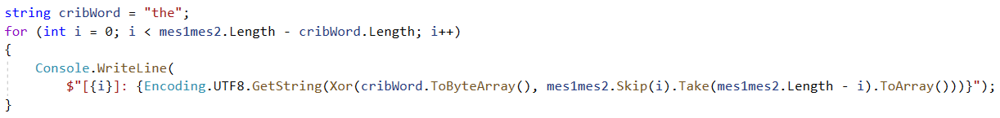 string cribWord = "the";
for (int i = 0; i < mes1mes2.Length - cribWord.Length; i++)
{
    Console.WriteLine(
        $"[{i}]: {Encoding.UTF8.GetString(Xor(cribWord.ToByteArray(), mes1mes2.Skip(i).Take(mes1mes2.Length - i).ToArray()))}");
}